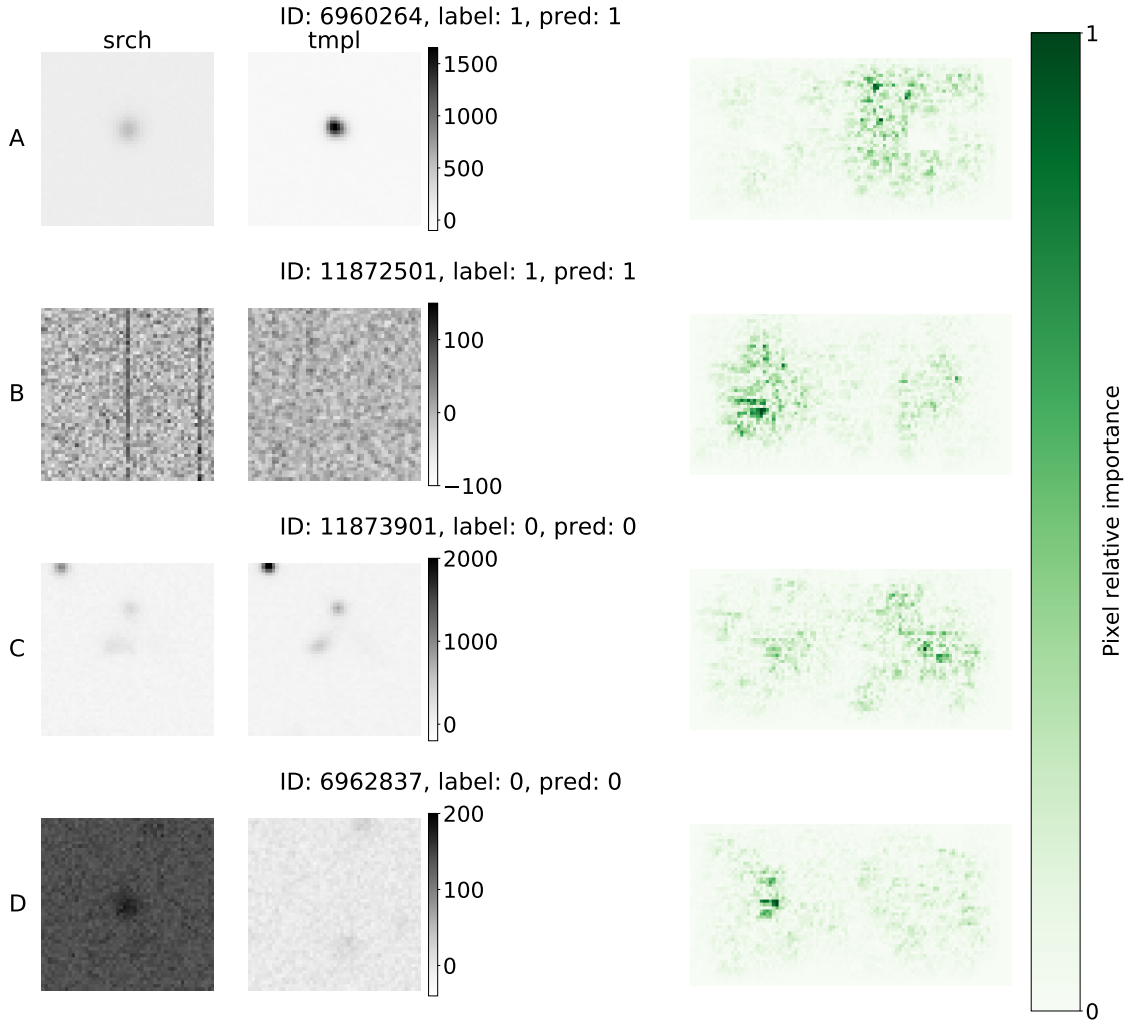 ID: 6960264, label: 1, pred: 1
srch tmpl
A
1500
1000
500
0
ID: 11872501, label: 1, pred: 1
B
100
0
−100
ID: 11873901, label: 0, pred: 0
C
2000
1000
0
ID: 6962837, label: 0, pred: 0
D
200
100
0
1
Pixel relative importance
0